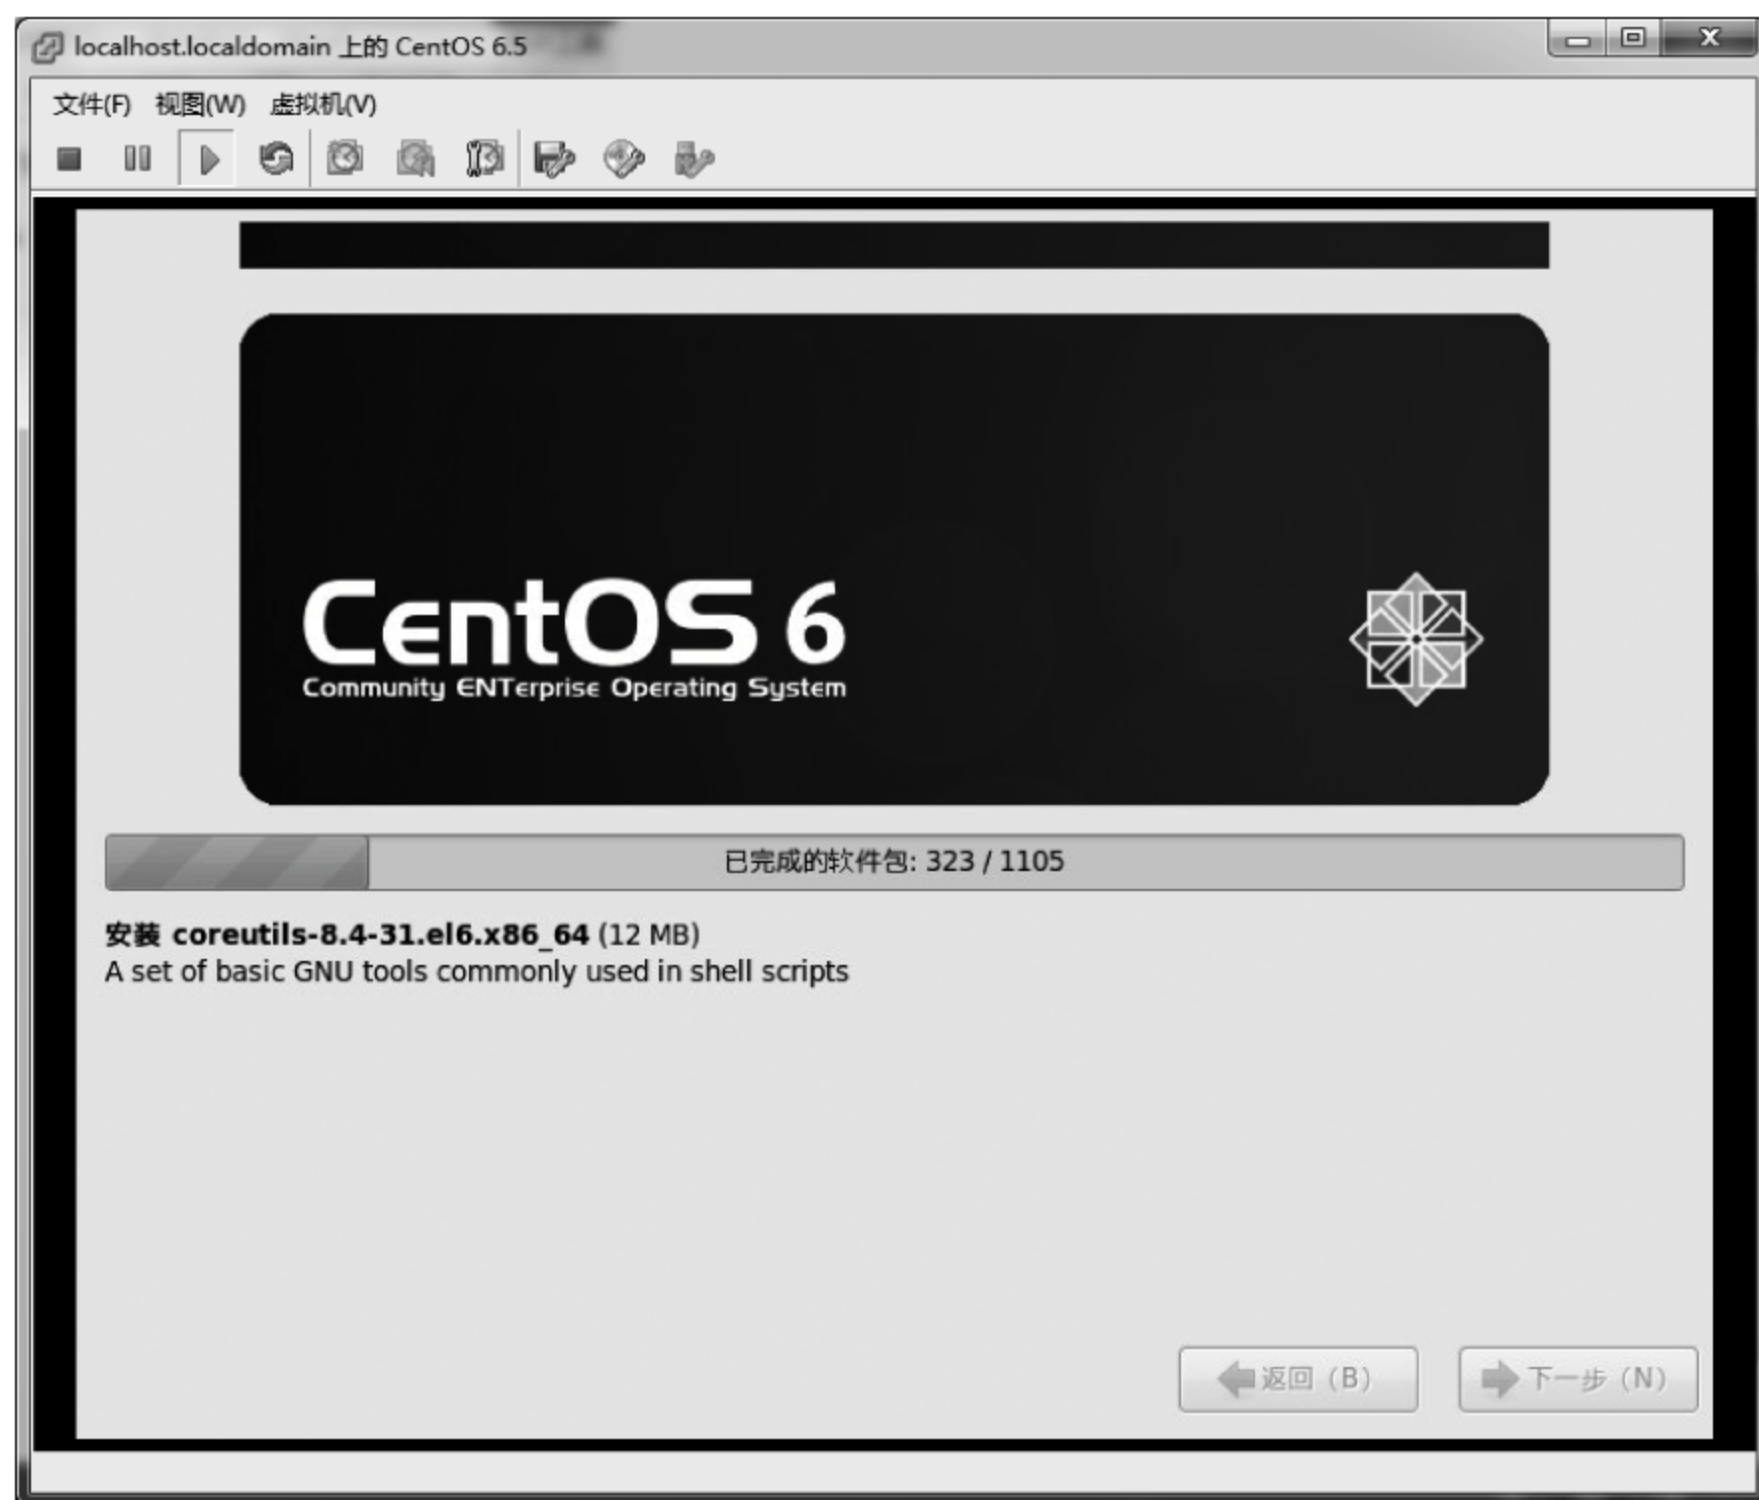 localhost.localdomain 上的 CentOS 6.5
文件(F) 视图(W) 虚拟机(V)
CentOS 6
Community ENTerprise Operating System
已完成的软件包: 323 / 1105
安装 coreutils-8.4-31.el6.x86_64 (12 MB)
A set of basic GNU tools commonly used in shell scripts
返回 (B) 下一步 (N)